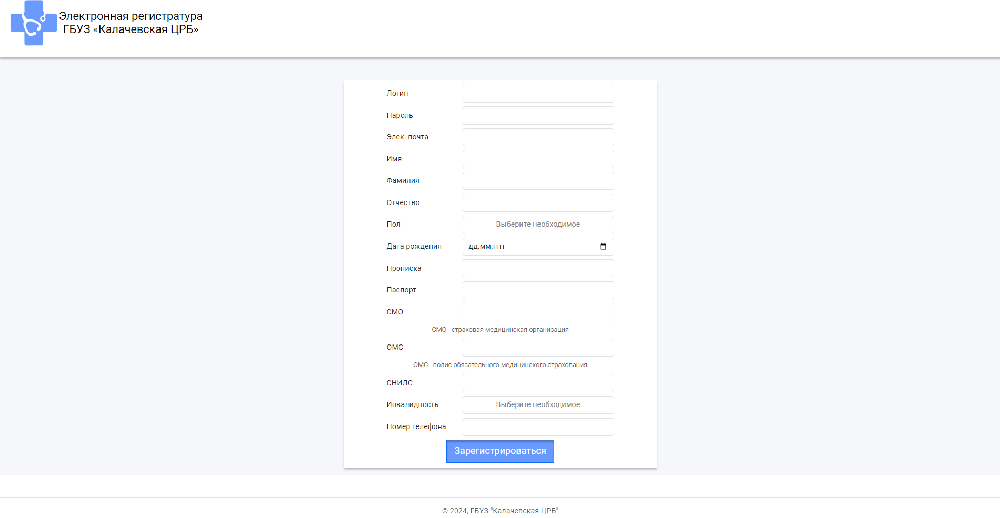 Электронная регистратура
ГБУЗ «Калачевская ЦРБ»
Логин
Пароль
Элек. почта
Имя
Фамилия
Отчество
Пол Выберите необходимое
Дата рождения дд.мм.гггг
Прописка
Паспорт
СМО
СМО - страховая медицинская организация
ОМС
ОМС - полис обязательного медицинского страхования
СНИЛС
Инвалидность Выберите необходимое
Номер телефона
Зарегистрироваться
© 2024, ГБУЗ "Калачевская ЦРБ"